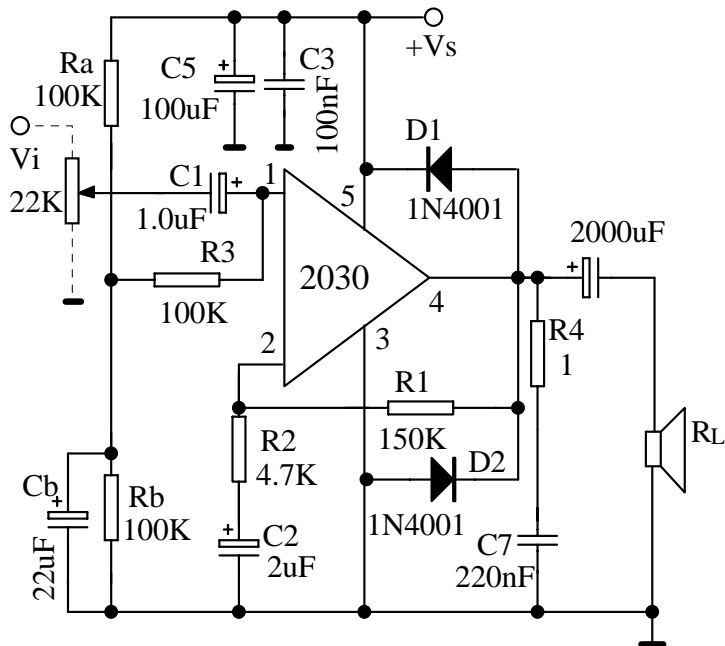 +Vs
Ra
100K
C5
+
100uF
C3
100nF
D1
1N4001
Vi
22K
C1
+
1.0uF
1
5
2000uF
+
R3
100K
2030
4
2
3
R4
1
R1
150K
R2
4.7K
D2
1N4001
RL
Cb
+
22uF
Rb
100K
+
C2
2uF
C7
220nF